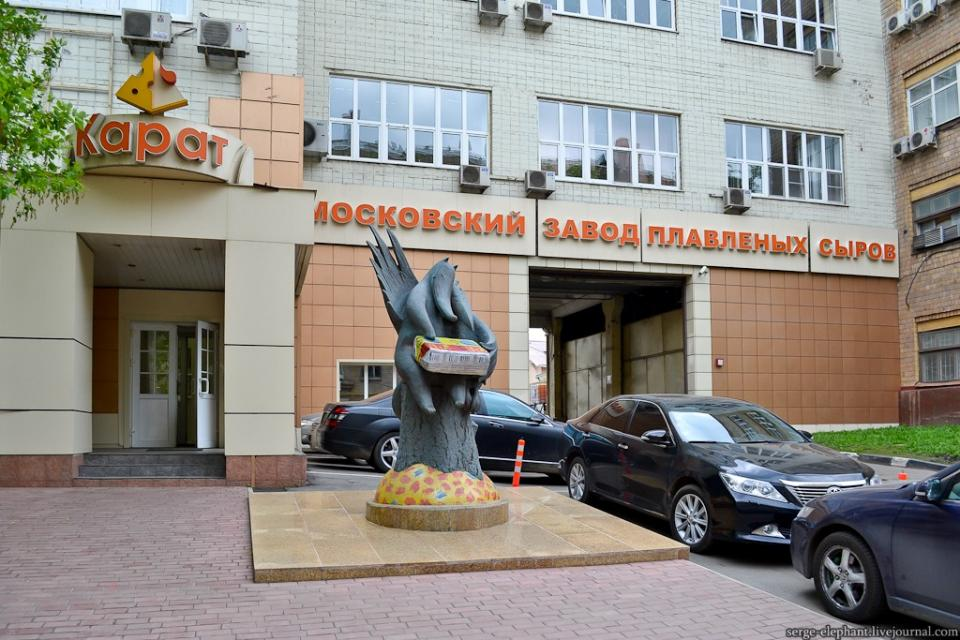 Карат
МОСКОВСКИЙ ЗАВОД ПЛАВЛЕНЫХ СЫРОВ
serge-elephant.livejournal.com